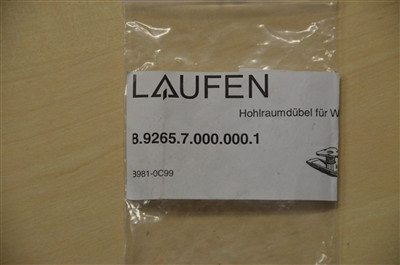 LAUFEN
Hohlraumdübel für W
8.9265.7.000.000.1
3981-0C99